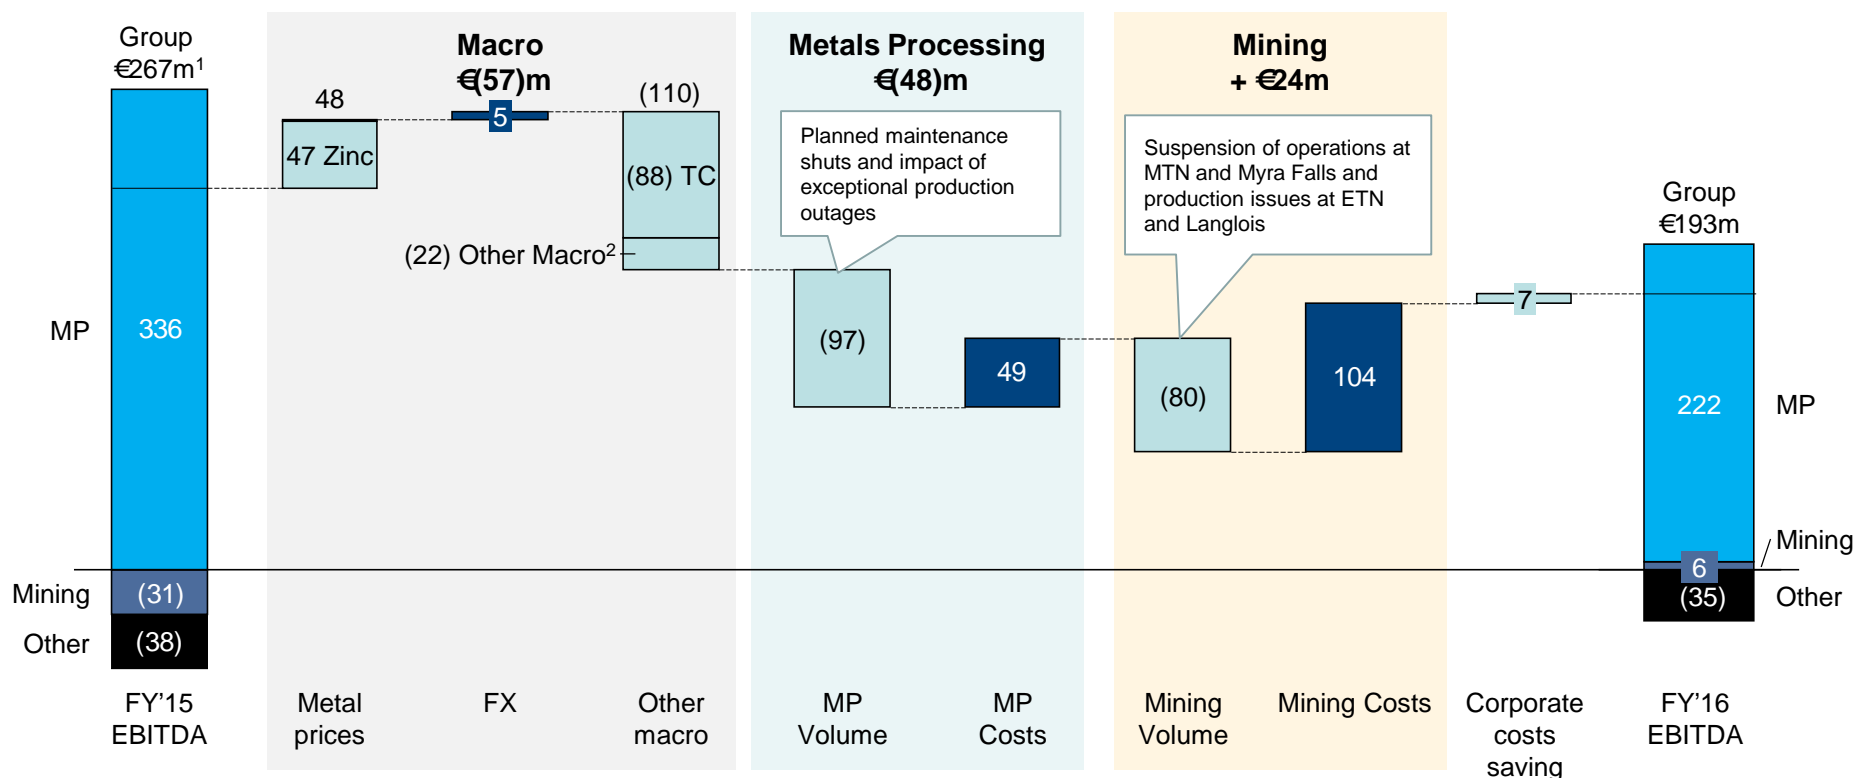 Group
€267m¹
Macro
€(57)m
Metals Processing
€(48)m
Mining
+ €24m
48
47 Zinc
5
(110)
(88) TC
(22) Other Macro²
Planned maintenance
shuts and impact of
exceptional production
outages
Suspension of operations at
MTN and Myra Falls and
production issues at ETN
and Langlois
Group
€193m
MP
336
(97)
49
(80)
104
7
222
MP
Mining
(31)
Other
(38)
6
Mining
(35)
Other
FY’15
EBITDA
Metal
prices
FX
Other
macro
MP
Volume
MP
Costs
Mining
Volume
Mining Costs
Corporate
costs
saving
FY’16
EBITDA